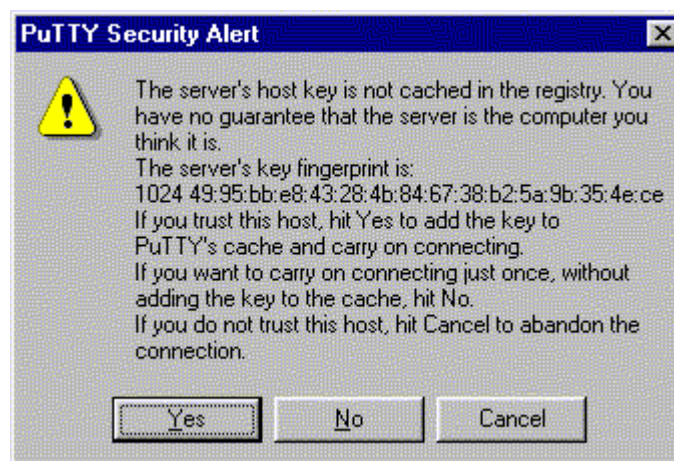 PuTTY Security Alert
The server's host key is not cached in the registry. You
have no guarantee that the server is the computer you
think it is.
The server's key fingerprint is:
1024 49:95:bb:e8:43:28:4b:84:67:38:b2:5a:9b:35:4e:ce
If you trust this host, hit Yes to add the key to
PuTTY's cache and carry on connecting.
If you want to carry on connecting just once, without
adding the key to the cache, hit No.
If you do not trust this host, hit Cancel to abandon the
connection.
Yes No Cancel